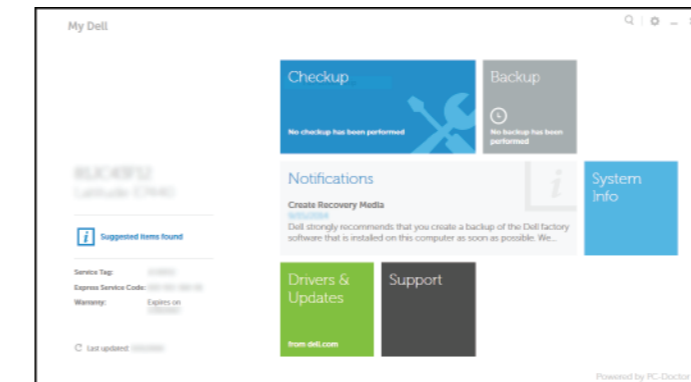 My Dell
Checkup
No checkup has been performed
Backup
No backup has been
performed
Notifications
Create Recovery Media
Dell strongly recommends that you create a backup of the Dell factory
software that is installed on this computer as soon as possible. We...
System
Info
Suggested items found
Service Tag:
Express Service Code:
Warranty: Expires on
Last updated:
Drivers &
Updates
from dell.com
Support
Powered by PC-Doctor